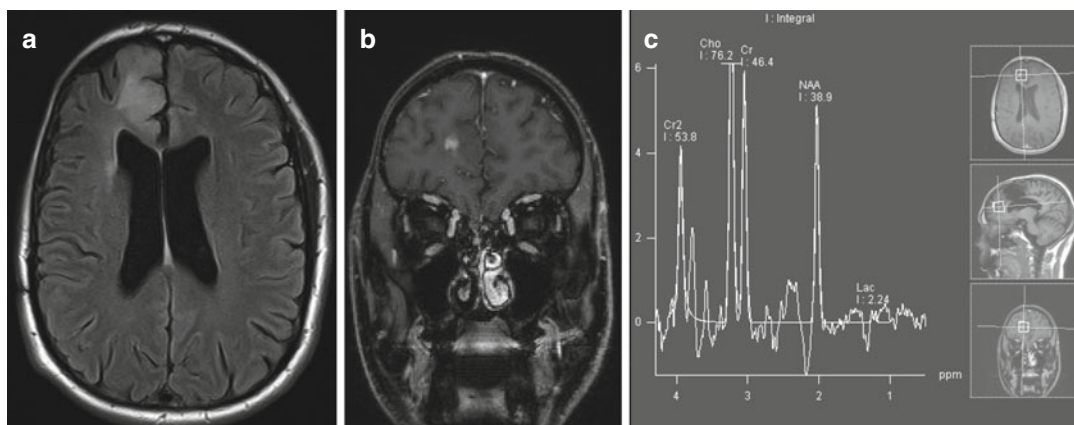 a
b
c
I : Integral
Cho
I : 76.2
Cr
I : 46.4
NAA
I : 38.9
Cr2
I : 53.8
Lac
I : 2.24
6
4
2
0
ppm
4
3
2
1